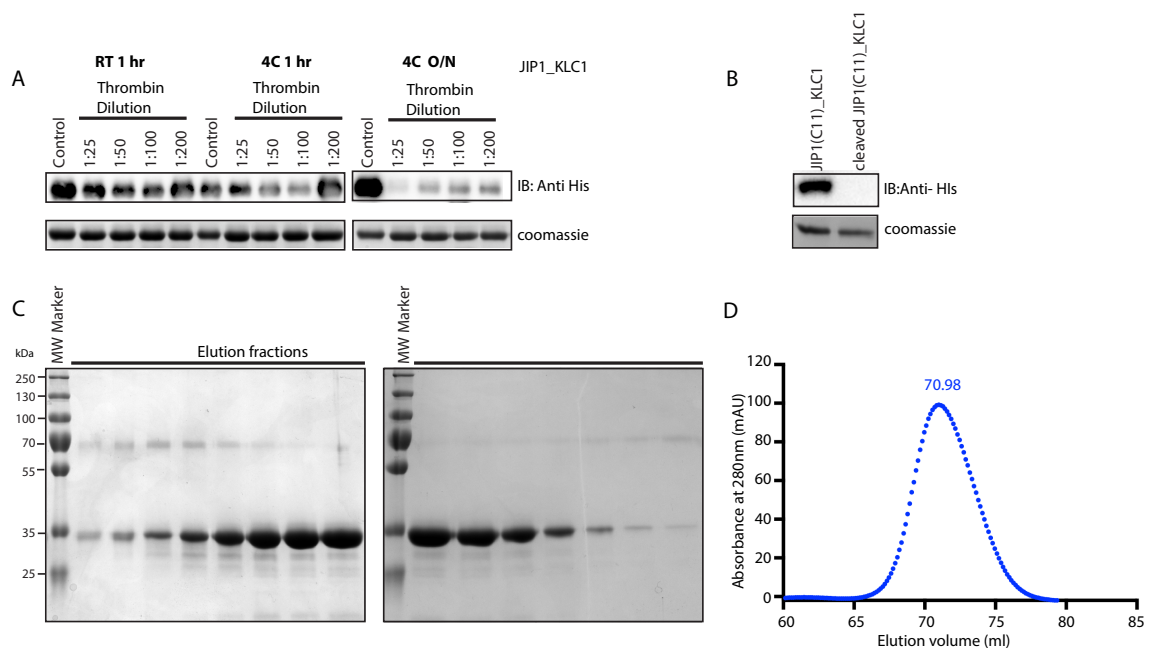 A
RT 1 hr
4C 1 hr
4C O/N
JIP1_KLC1
Thrombin
Dilution
Thrombin
Dilution
Thrombin
Dilution
Control
1:25
1:50
1:100
1:200
Control
1:25
1:50
1:100
1:200
Control
1:25
1:50
1:100
1:200
IB: Anti His
coomassie
B
JIP1(C11)_KLC1
cleaved JIP1(C11)_KLC1
IB:Anti- HIs
coomassie
C
kDa
MW Marker
Elution fractions
MW Marker
250
130
100
70
55
35
25
D
120
100
80
60
40
20
0
Absorbance at 280nm (mAU)
70.98
60
65
70
75
80
85
Elution volume (ml)